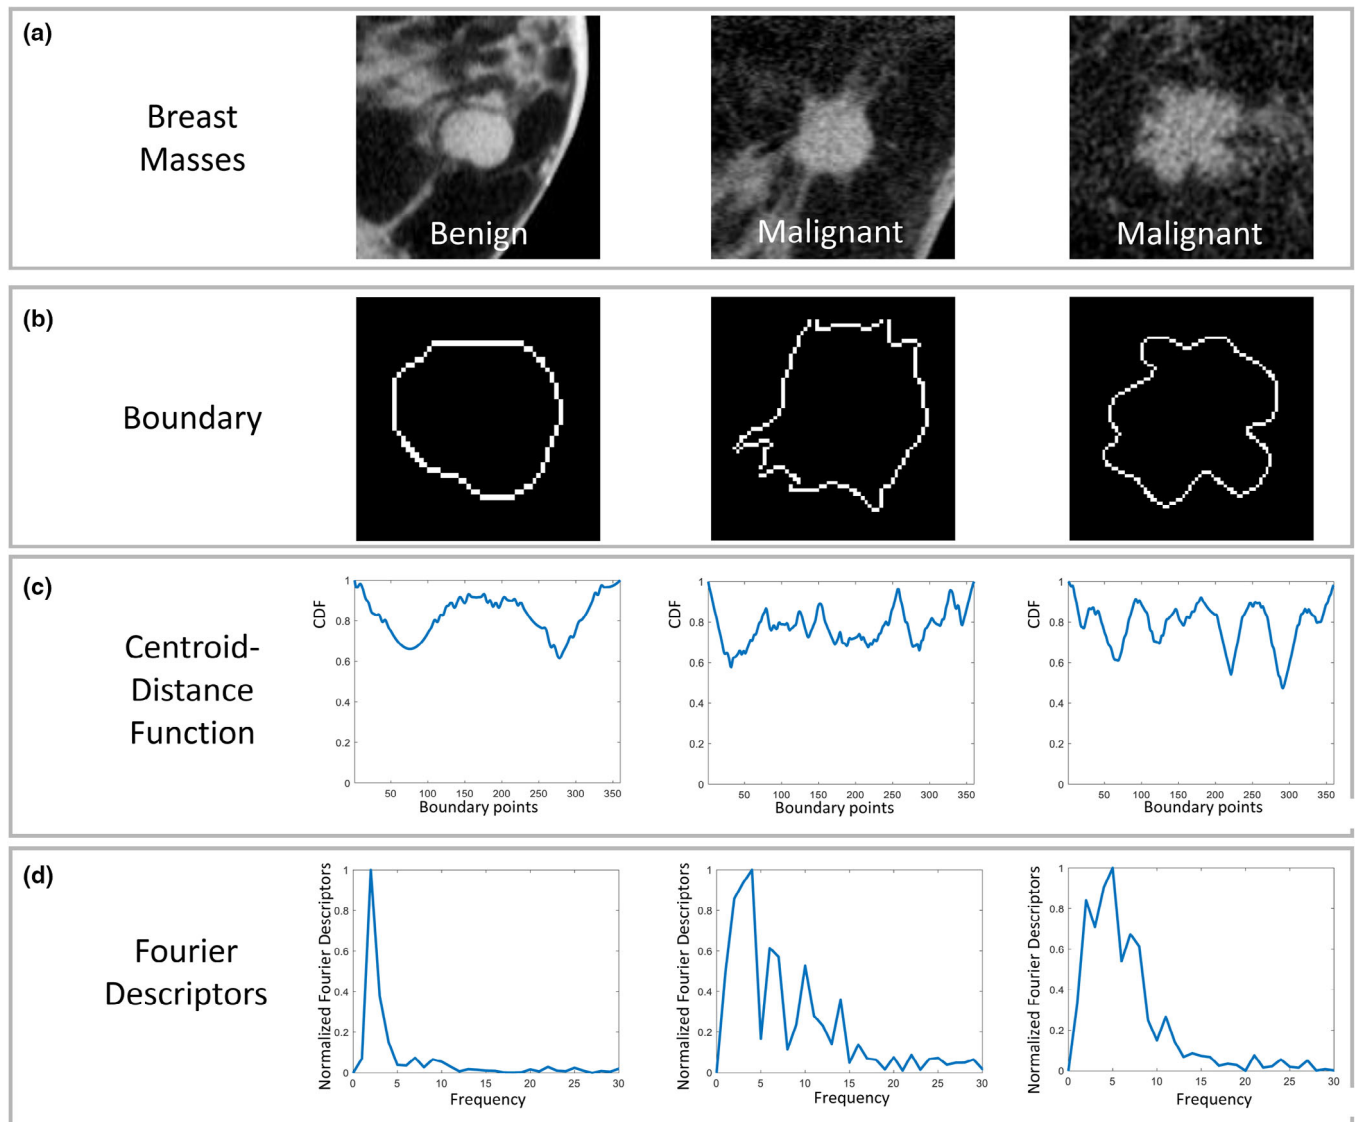 (a)
Breast
Masses
Benign
Malignant
Malignant
(b)
Boundary
(c)
Centroid-
Distance
Function
CDF
1
0.8
0.6
0.4
0.2
0
50 100 150 200 250 300 350
Boundary points
CDF
1
0.8
0.6
0.4
0.2
0
50 100 150 200 250 300 350
Boundary points
CDF
1
0.8
0.6
0.4
0.2
0
50 100 150 200 250 300 350
Boundary points
(d)
Fourier
Descriptors
Normalized Fourier Descriptors
1
0.8
0.6
0.4
0.2
0
0 5 10 15 20 25 30
Frequency
Normalized Fourier Descriptors
1
0.8
0.6
0.4
0.2
0
0 5 10 15 20 25 30
Frequency
Normalized Fourier Descriptors
1
0.8
0.6
0.4
0.2
0
0 5 10 15 20 25 30
Frequency